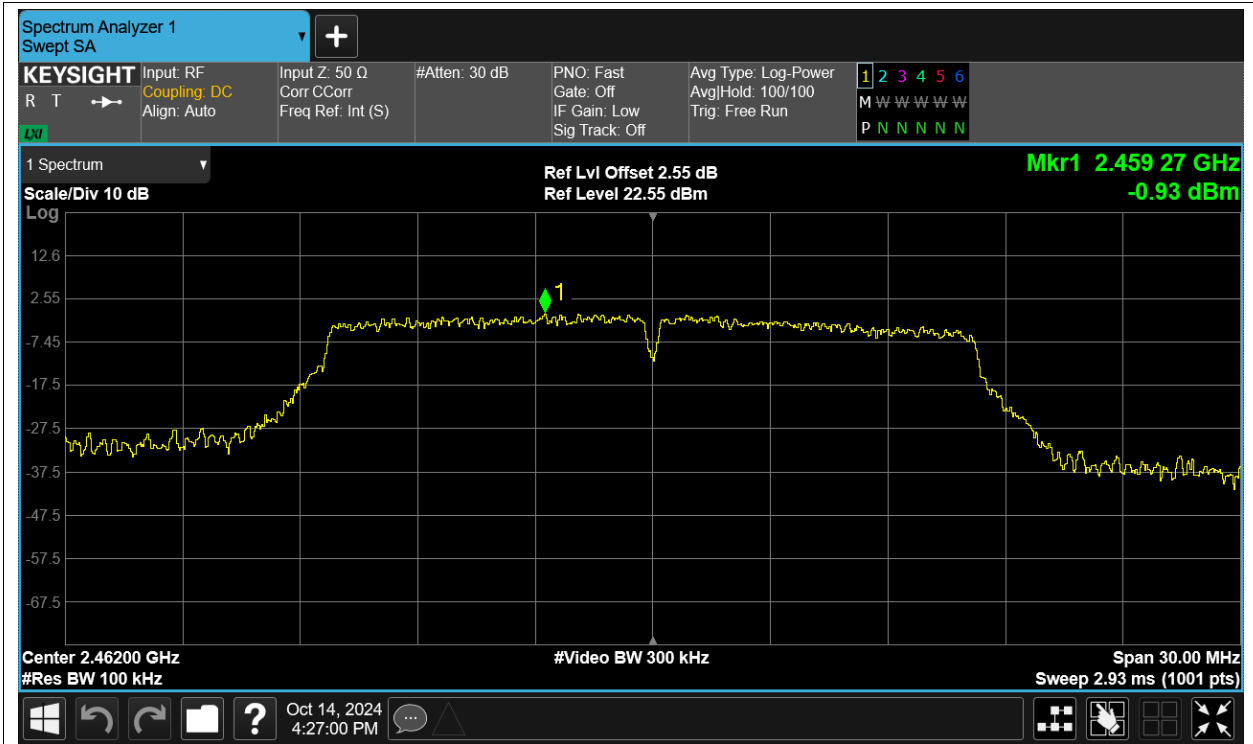 Spectrum Analyzer 1
Swept SA
+
KEYSIGHT
R T
LXI
Input: RF
Coupling: DC
Align: Auto
Input Z: 50 Ω
Corr CCorr
Freq Ref: Int (S)
#Atten: 30 dB
PNO: Fast
Gate: Off
IF Gain: Low
Sig Track: Off
Avg Type: Log-Power
Avg|Hold: 100/100
Trig: Free Run
1 2 3 4 5 6
M W W W W W
P N N N N N
1 Spectrum
Scale/Div 10 dB
Log
Ref Lvl Offset 2.55 dB
Ref Level 22.55 dBm
Mkr1 2.459 27 GHz
-0.93 dBm
12.6
2.55
-7.45
-17.5
-27.5
-37.5
-47.5
-57.5
-67.5
1
Center 2.46200 GHz
#Res BW 100 kHz
#Video BW 300 kHz
Span 30.00 MHz
Sweep 2.93 ms (1001 pts)
?
Oct 14, 2024
4:27:00 PM